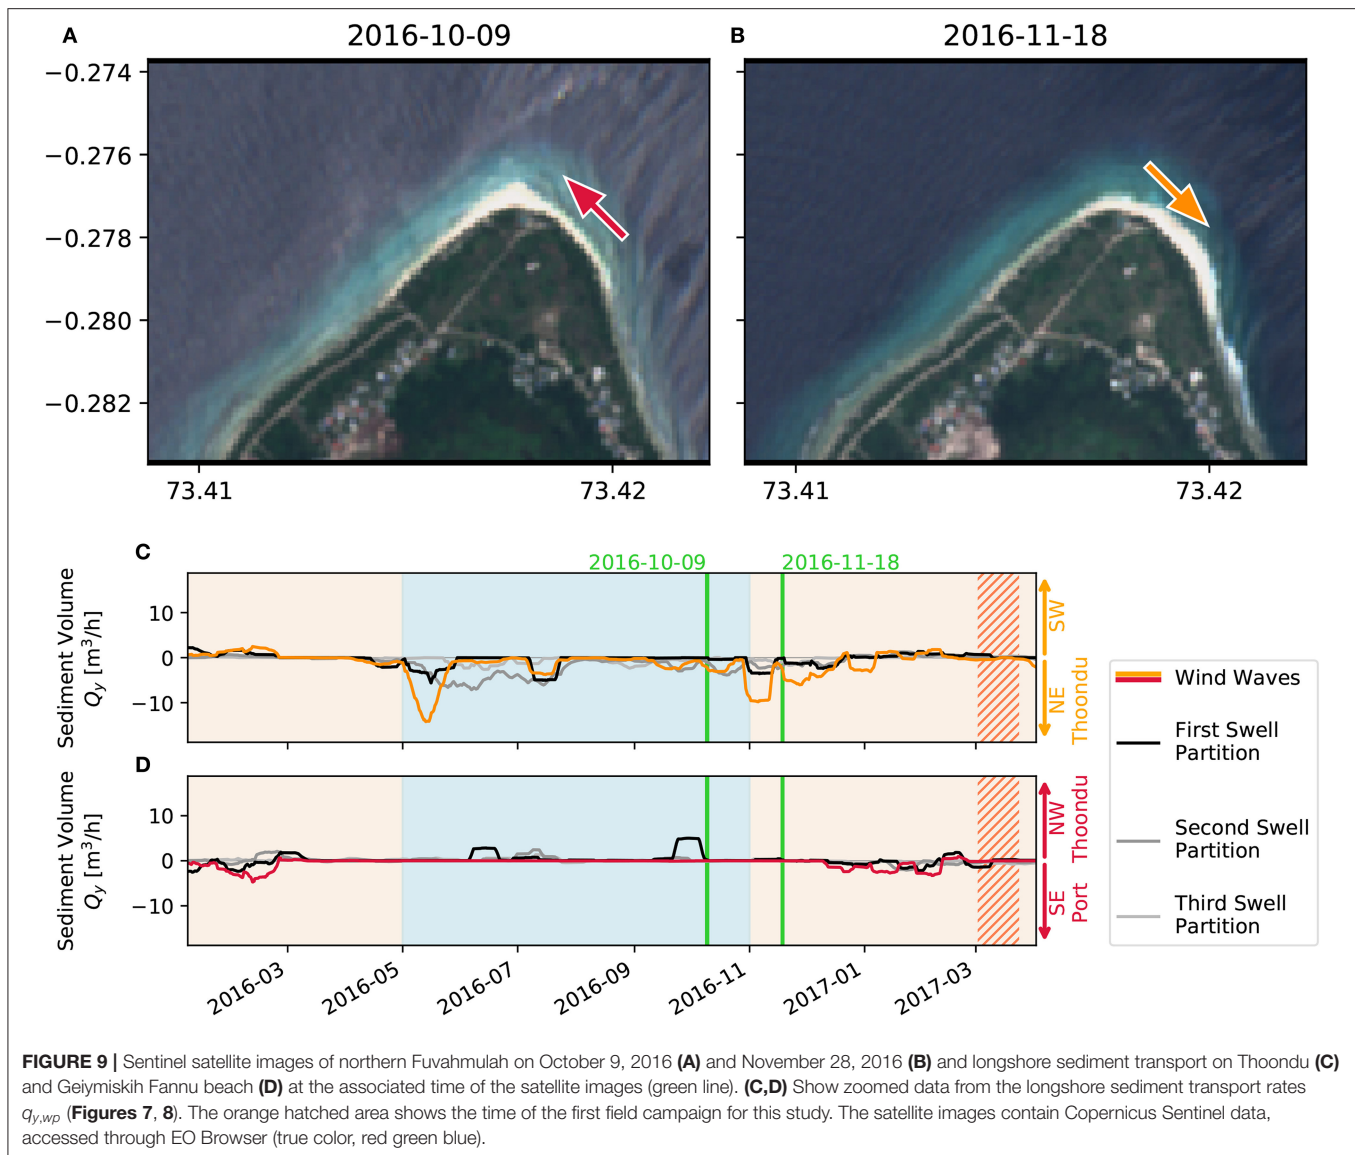 A
2016-10-09
B
2016-11-18
−0.274
−0.276
−0.278
−0.280
−0.282
73.41
73.42
73.41
73.42
C
2016-10-09
2016-11-18
Sediment Volume
Qy [m³/h]
10
0
−10
SW
NE
Thoondu
D
Sediment Volume
Qy [m³/h]
10
0
−10
NW
Thoondu
SE
Port
2016-03
2016-05
2016-07
2016-09
2016-11
2017-01
2017-03
Wind Waves
First Swell
Partition
Second Swell
Partition
Third Swell
Partition
FIGURE 9 | Sentinel satellite images of northern Fuvahmulah on October 9, 2016 (A) and November 28, 2016 (B) and longshore sediment transport on Thoondu (C)
and Geiymiskih Fannu beach (D) at the associated time of the satellite images (green line). (C,D) Show zoomed data from the longshore sediment transport rates
qy,wp (Figures 7, 8). The orange hatched area shows the time of the first field campaign for this study. The satellite images contain Copernicus Sentinel data,
accessed through EO Browser (true color, red green blue).